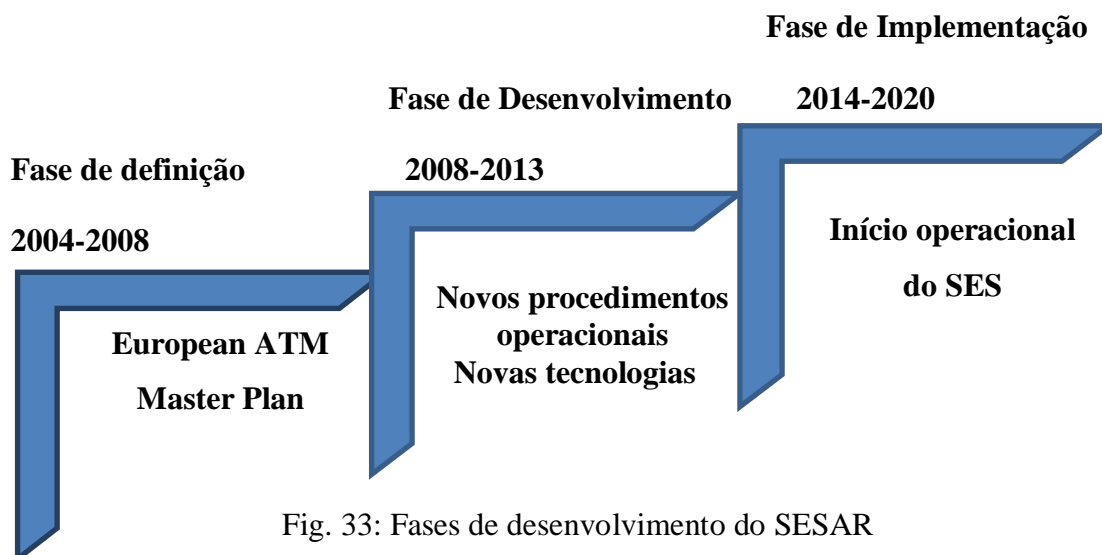 Fase de definição
2004-2008
European ATM
Master Plan
Fase de Desenvolvimento
2008-2013
Novos procedimentos
operacionais
Novas tecnologias
Fase de Implementação
2014-2020
Início operacional
do SES
Fig. 33: Fases de desenvolvimento do SESAR